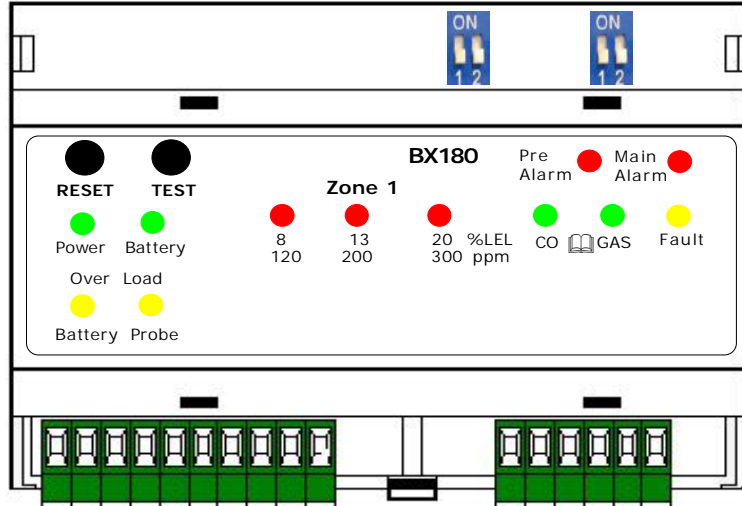 ON ON
1 2 1 2
BX180
Pre Alarm
Main Alarm
RESET TEST
Zone 1
Power Battery
8 13 20 %LEL
120 200 300 ppm
CO GAS
Fault
Over Load
Battery Probe